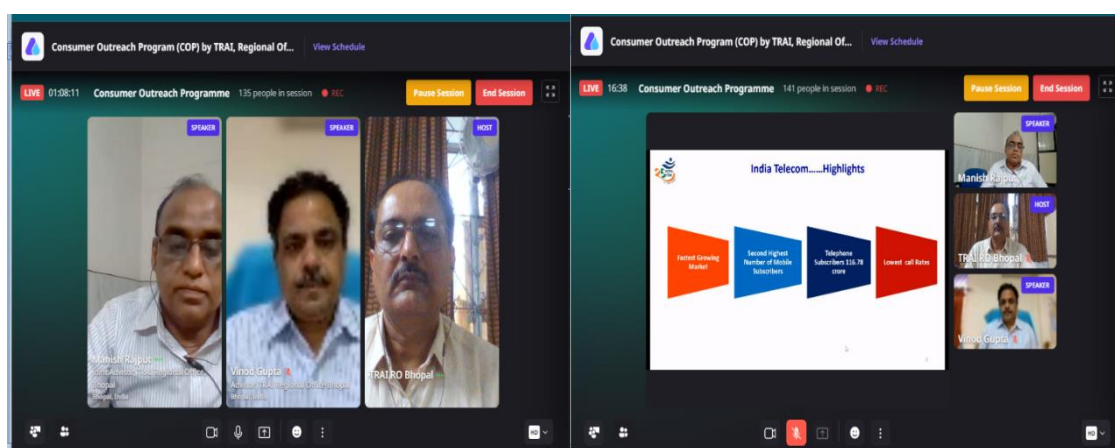 Consumer Outreach Program (COP) by TRAI, Regional Of... View Schedule
LIVE 01:08:11 Consumer Outreach Programme 135 people in session REC Pause Session End Session
SPEAKER
SPEAKER
HOST
Manish Rajput
Bhopal
Bhopal, India
Vinod Gupta
Advisor, TRAI, Regional Office, Bhopal
Bhopal, India
TRAI RO Bhopal
HD
Consumer Outreach Program (COP) by TRAI, Regional Of... View Schedule
LIVE 16:38 Consumer Outreach Programme 141 people in session REC Pause Session End Session
India Telecom......Highlights
Fastest Growing
Market
Second Highest
Number of Mobile
Subscribers
Telephone
Subscribers 116.78
crore
Lowest call Rates
SPEAKER
Manish Rajput
HOST
TRAI RO Bhopal
SPEAKER
Vinod Gupta
HD